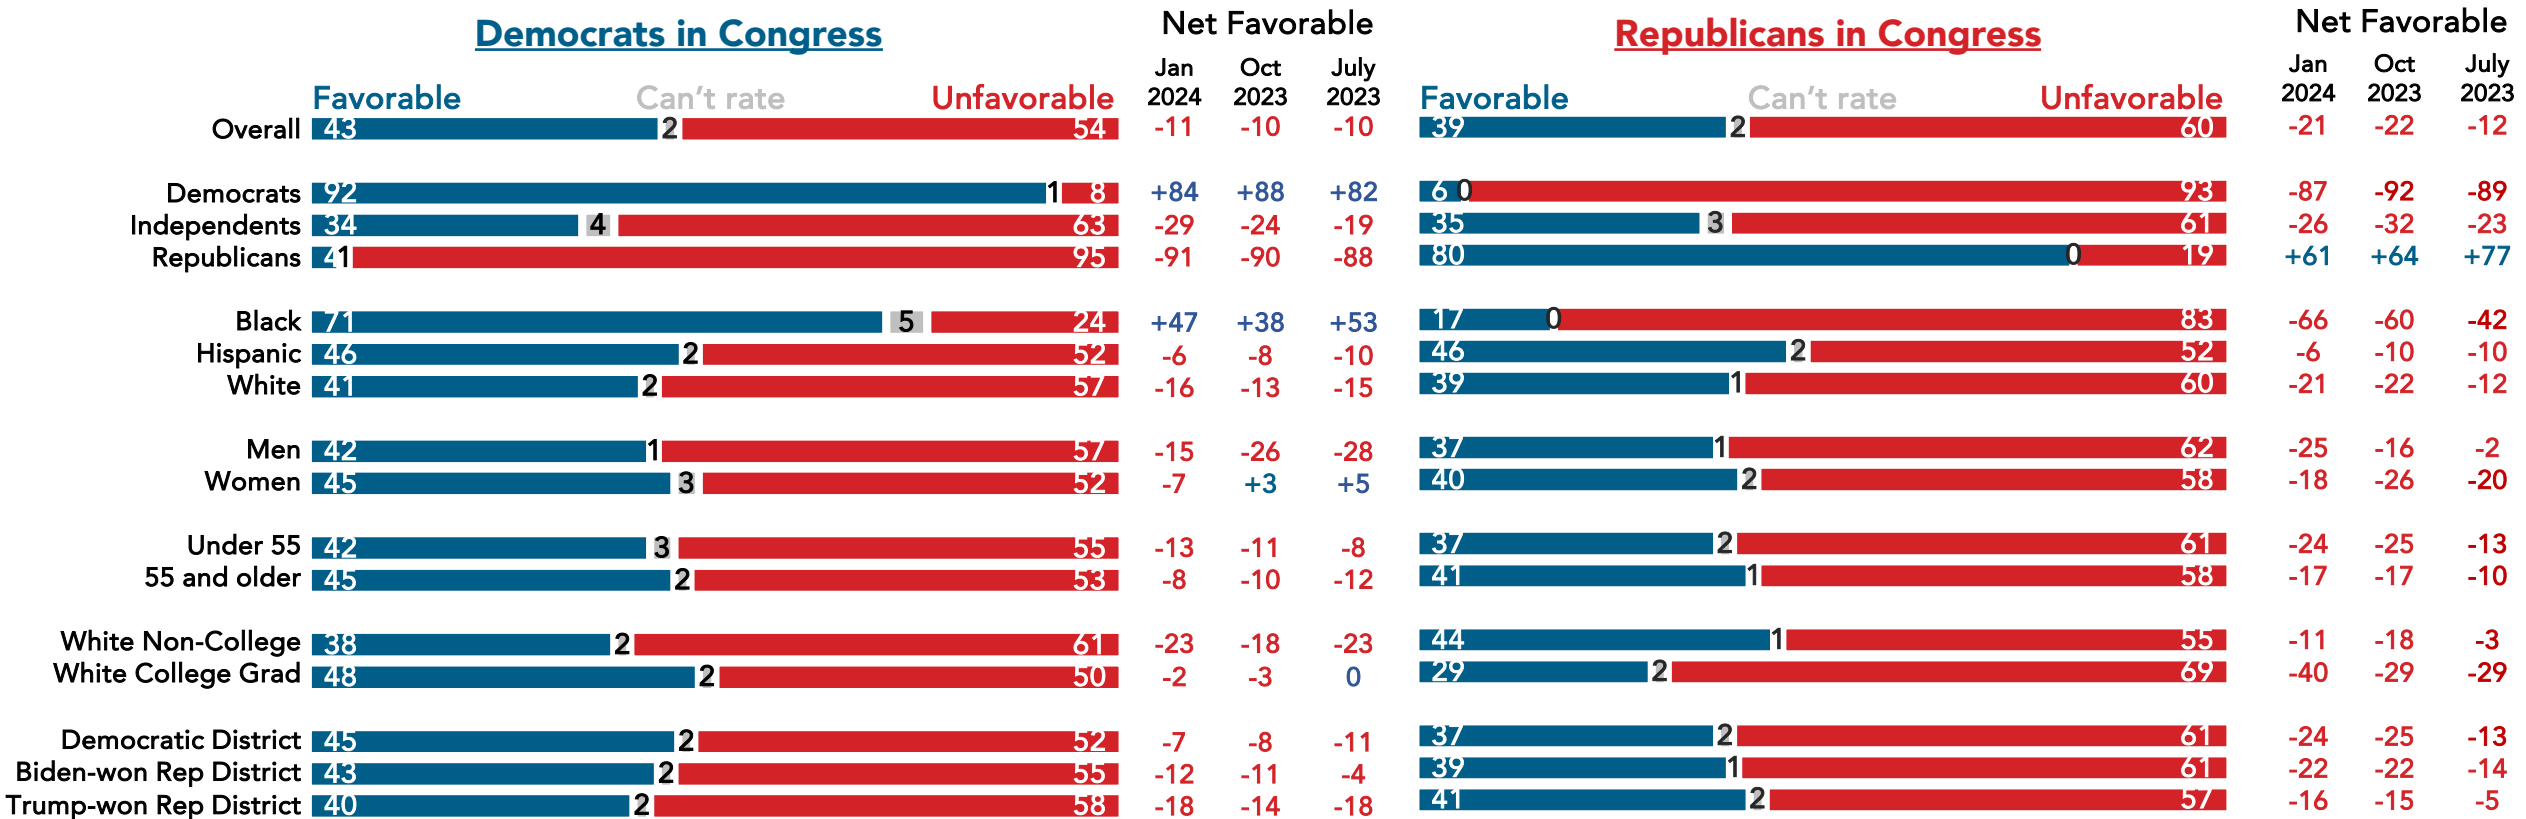 Democrats in Congress Net Favorable Republicans in Congress Net Favorable
Jan Oct July Jan Oct July
Favorable Can't rate Unfavorable 2024 2023 2023 Favorable Can't rate Unfavorable 2024 2023 2023
Overall 43 2 54 -11 -10 -10 39 2 60 -21 -22 -12
Democrats 92 1 8 +84 +88 +82 6 0 93 -87 -92 -89
Independents 34 4 63 -29 -24 -19 35 3 61 -26 -32 -23
Republicans 4 1 95 -91 -90 -88 80 0 19 +61 +64 +77
Black 71 5 24 +47 +38 +53 17 0 83 -66 -60 -42
Hispanic 46 2 52 -6 -8 -10 46 2 52 -6 -10 -10
White 41 2 57 -16 -13 -15 39 1 60 -21 -22 -12
Men 42 1 57 -15 -26 -28 37 1 62 -25 -16 -2
Women 45 3 52 -7 +3 +5 40 2 58 -18 -26 -20
Under 55 42 3 55 -13 -11 -8 37 2 61 -24 -25 -13
55 and older 45 2 53 -8 -10 -12 41 1 58 -17 -17 -10
White Non-College 38 2 61 -23 -18 -23 44 1 55 -11 -18 -3
White College Grad 48 2 50 -2 -3 0 29 2 69 -40 -29 -29
Democratic District 45 2 52 -7 -8 -11 37 2 61 -24 -25 -13
Biden-won Rep District 43 2 55 -12 -11 -4 39 1 61 -22 -22 -14
Trump-won Rep District 40 2 58 -18 -14 -18 41 2 57 -16 -15 -5